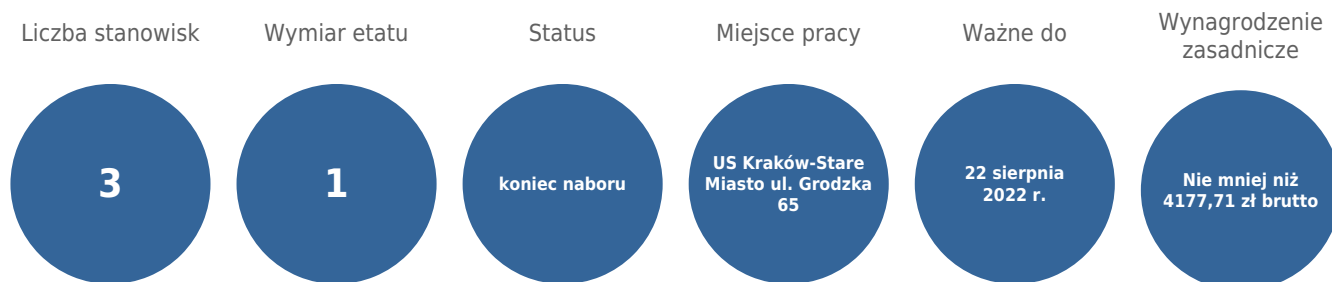 Liczba stanowisk
Wymiar etatu
Status
Miejsce pracy
Ważne do
Wynagrodzenie
zasadnicze
3
1
koniec naboru
US Kraków-Stare
Miasto ul. Grodzka
65
22 sierpnia
2022 r.
Nie mniej niż
4177,71 zł brutto